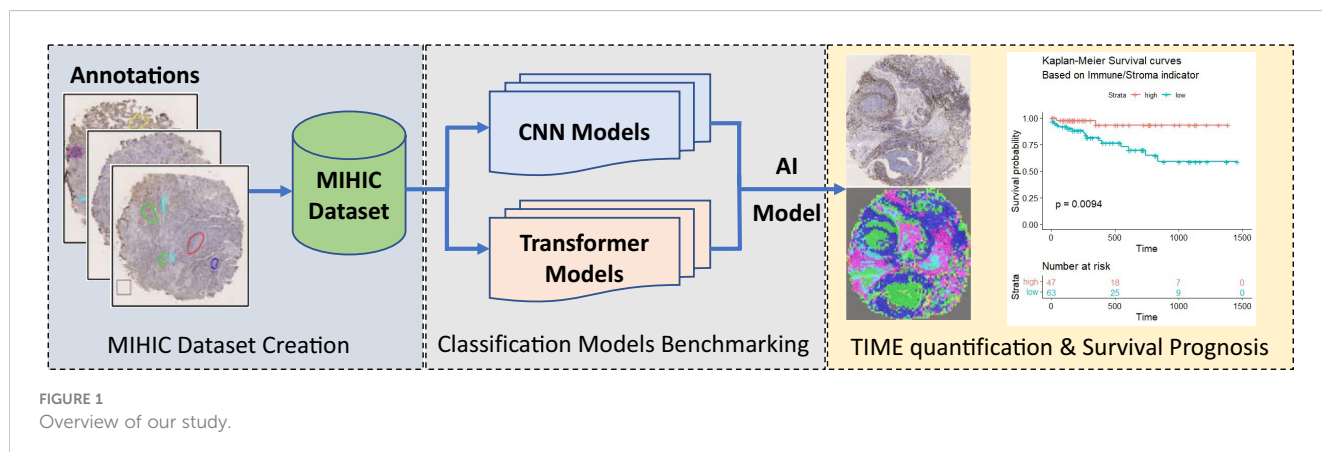 Annotations
MIHIC
Dataset
MIHIC Dataset Creation
CNN Models
Transformer
Models
AI
Model
Classification Models Benchmarking
Kaplan-Meier Survival curves
Based on Immune/Stroma indicator
Strata high low
Survival probability
1.00
0.75
0.50
0.25
0.00
p = 0.0094
0 500 1000 1500
Time
Number at risk
Strata
high 47 18 7 0
low 63 25 9 0
0 500 1000 1500
Time
TIME quantification & Survival Prognosis
FIGURE 1
Overview of our study.